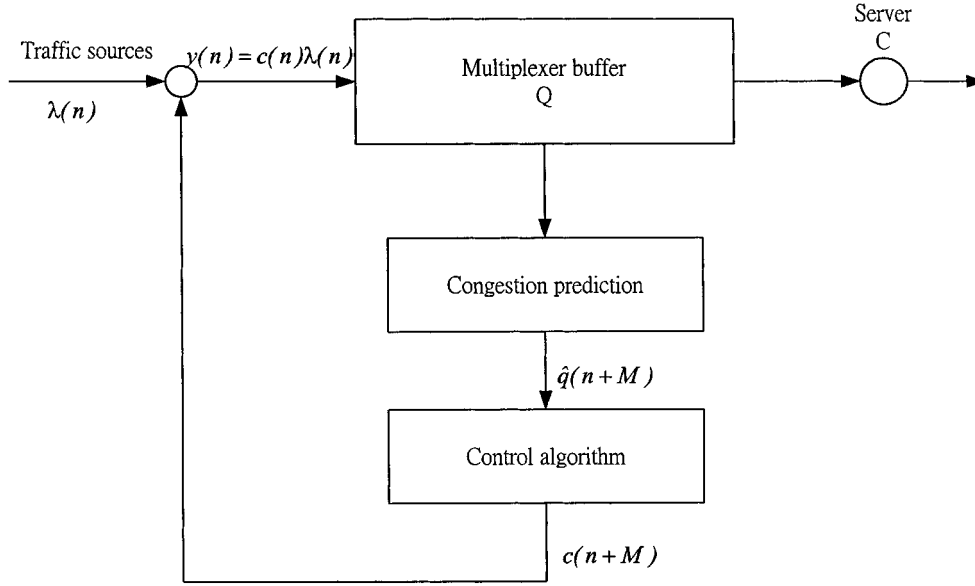 Server
C
Traffic sources
y(n) = c(n)λ(n)
λ(n)
Multiplexer buffer
Q
Congestion prediction
q̂(n+M)
Control algorithm
c(n+M)